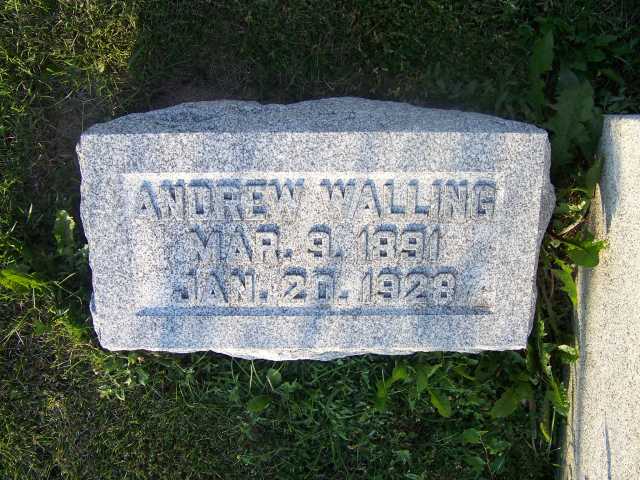 ANDREW WALLING
MAR. 9. 1891
JAN. 20. 1928